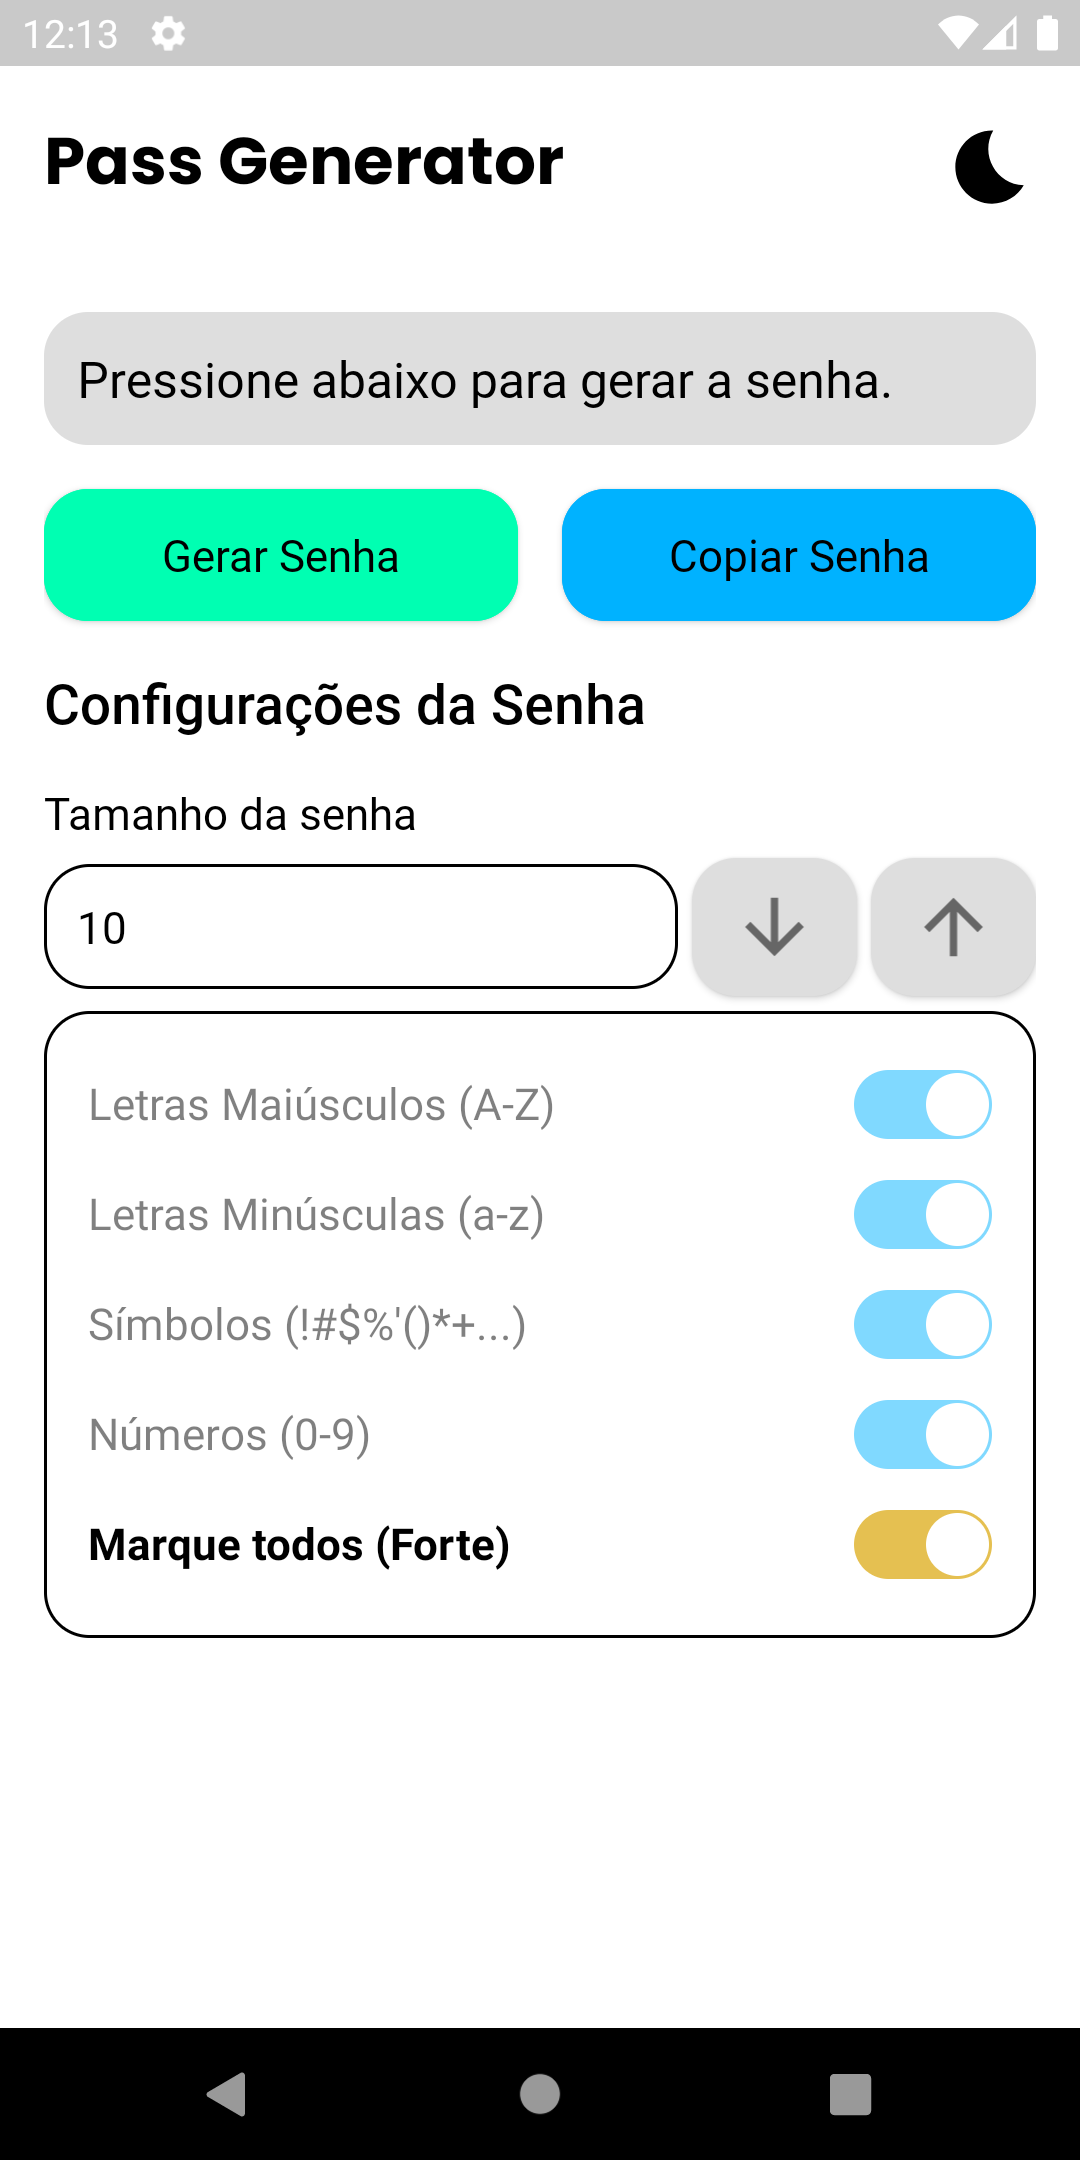 12:13
Pass Generator
Pressione abaixo para gerar a senha.
Gerar Senha
Copiar Senha
Configurações da Senha
Tamanho da senha
10
Letras Maiúsculos (A-Z)
Letras Minúsculas (a-z)
Símbolos (!#$%'()*+...)
Números (0-9)
Marque todos (Forte)